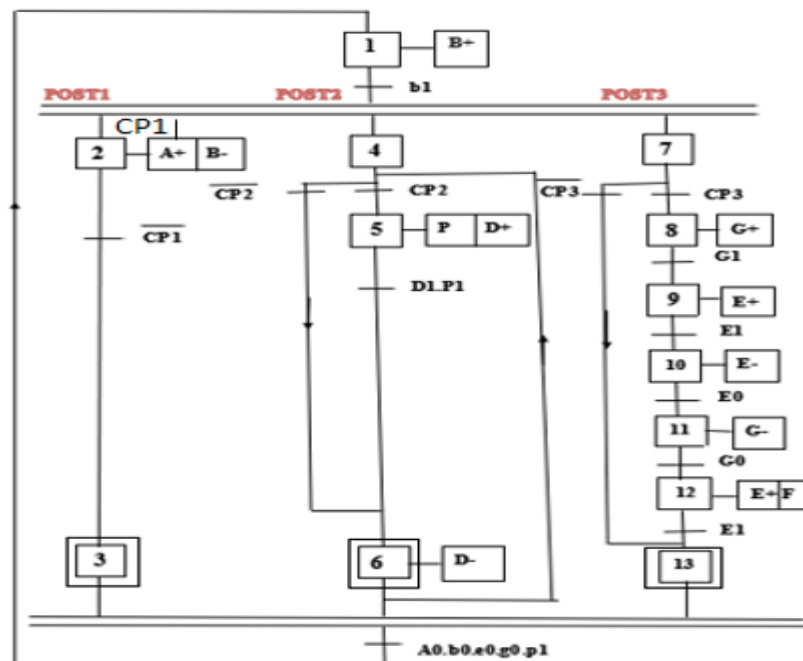 1 B+
b1
POST1 POST2 POST3
CP1
2 A+ B-
4
7
CP2 CP2 CP3 CP3
5 P D+
8 G+
CP1
G1
D1.P1
9 E+
E1
10 E-
E0
11 G-
G0
12 E+ F
E1
3
6 D-
13
A0.b0.e0.g0.p1